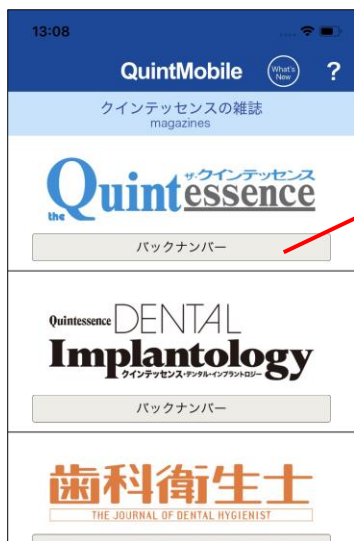 13:08
QuintMobile
What's New
?
クインテッセンスの雑誌
magazines
ザ・クインテッセンス
the Quintessence
バックナンバー
Quintessence DENTAL
Implantology
クインテッセンス・デンタル・インプラントロジー
バックナンバー
歯科衛生士
THE JOURNAL OF DENTAL HYGIENIST